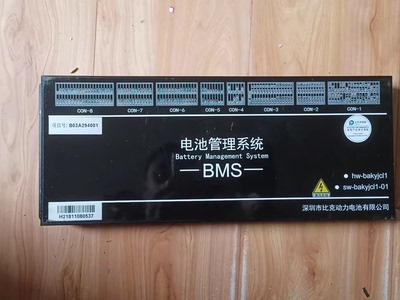 CON-8 CON-7 CON-6 CON-5 CON-4 CON-3 CON-2 CON-1
项目号: B03A29400Y
电池管理系统
Battery Management System
—BMS—
hw-bakyjcl1
sw-bakyjcl1-01
H21811080537
深圳市比克动力电池有限公司